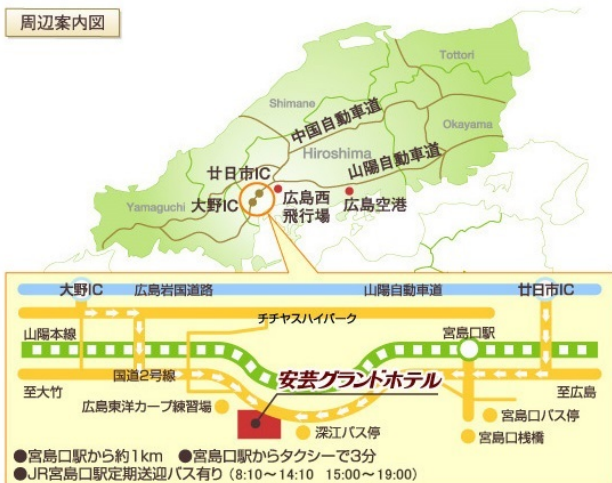 周辺案内図
Tottori
Shimane
中国自動車道
Okayama
Hiroshima
山陽自動車道
廿日市IC
Yamaguchi
大野IC
広島西
飛行場
広島空港
大野IC
広島岩国道路
山陽自動車道
廿日市IC
チチヤスハイパーク
山陽本線
宮島口駅
国道2号線
安芸グランドホテル
至大竹
至広島
広島東洋カープ練習場
宮島口バス停
深江バス停
宮島口桟橋
●宮島口駅から約1km ●宮島口駅からタクシーで3分
●JR宮島口駅定期送迎バス有り（8:10～14:10 15:00～19:00）